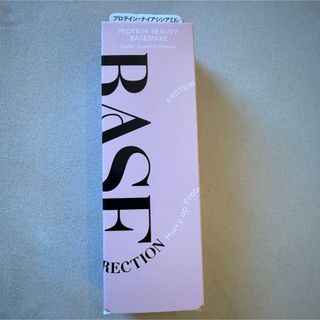 プロテイン・ナイアシンアミド
PROTEIN BEAUTY
BASEMAKE
Color Control Primer
BASE
PROTEIN
RECTION
Hurry up Prote